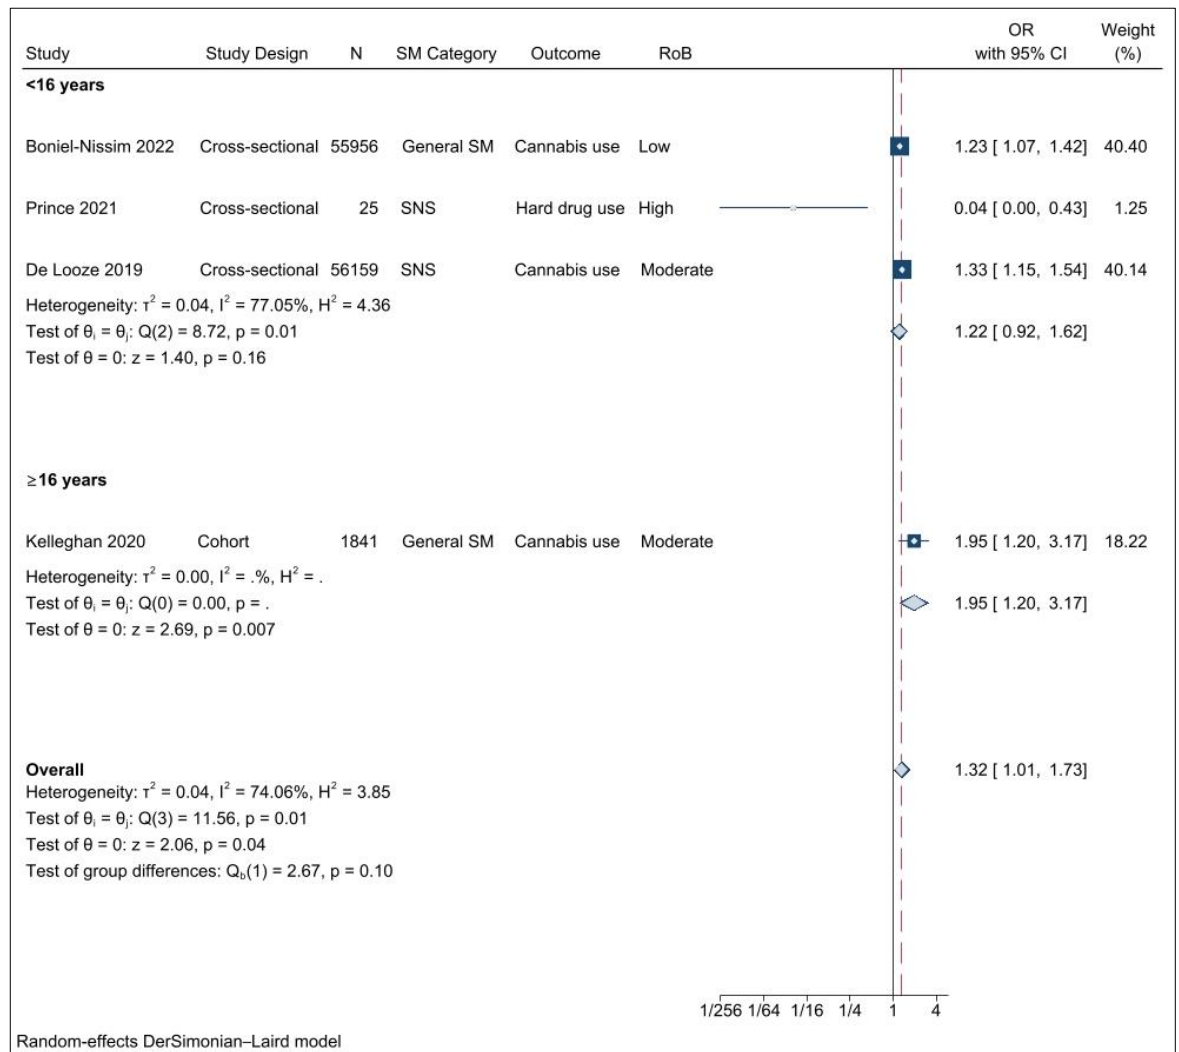 Study Study Design N SM Category Outcome RoB OR with 95% CI Weight (%)
<16 years
Boniel-Nissim 2022 Cross-sectional 55956 General SM Cannabis use Low 1.23 [ 1.07, 1.42] 40.40
Prince 2021 Cross-sectional 25 SNS Hard drug use High 0.04 [ 0.00, 0.43] 1.25
De Looze 2019 Cross-sectional 56159 SNS Cannabis use Moderate 1.33 [ 1.15, 1.54] 40.14
Heterogeneity: τ² = 0.04, I² = 77.05%, H² = 4.36
Test of θᵢ = θⱼ: Q(2) = 8.72, p = 0.01 1.22 [ 0.92, 1.62]
Test of θ = 0: z = 1.40, p = 0.16
≥16 years
Kelleghan 2020 Cohort 1841 General SM Cannabis use Moderate 1.95 [ 1.20, 3.17] 18.22
Heterogeneity: τ² = 0.00, I² = .%, H² = .
Test of θᵢ = θⱼ: Q(0) = 0.00, p = . 1.95 [ 1.20, 3.17]
Test of θ = 0: z = 2.69, p = 0.007
Overall 1.32 [ 1.01, 1.73]
Heterogeneity: τ² = 0.04, I² = 74.06%, H² = 3.85
Test of θᵢ = θⱼ: Q(3) = 11.56, p = 0.01
Test of θ = 0: z = 2.06, p = 0.04
Test of group differences: Q_b(1) = 2.67, p = 0.10
1/256 1/64 1/16 1/4 1 4
Random-effects DerSimonian–Laird model